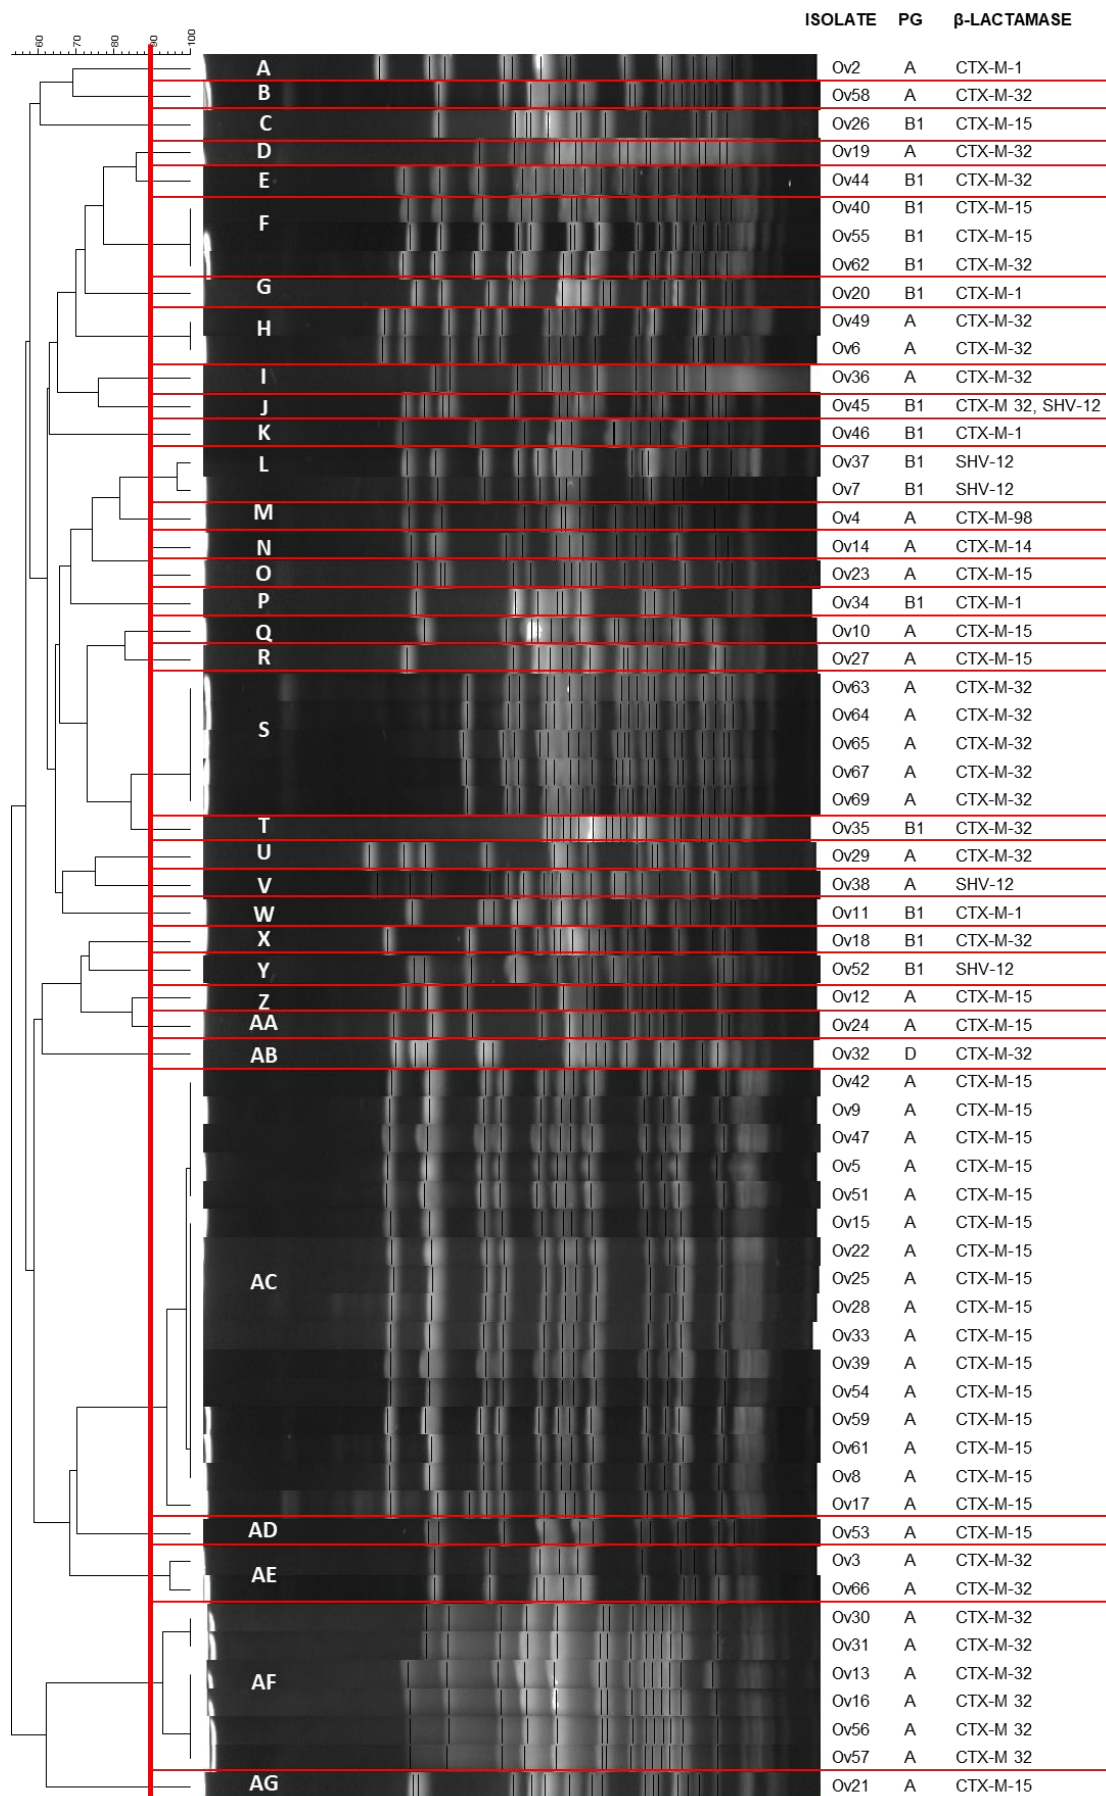 ISOLATE PG β-LACTAMASE
60 70 80 90 100
A Ov2 A CTX-M-1
B Ov58 A CTX-M-32
C Ov26 B1 CTX-M-15
D Ov19 A CTX-M-32
E Ov44 B1 CTX-M-32
Ov40 B1 CTX-M-15
F Ov55 B1 CTX-M-15
Ov62 B1 CTX-M-32
G Ov20 B1 CTX-M-1
H Ov49 A CTX-M-32
Ov6 A CTX-M-32
I Ov36 A CTX-M-32
J Ov45 B1 CTX-M 32, SHV-12
K Ov46 B1 CTX-M-1
L Ov37 B1 SHV-12
Ov7 B1 SHV-12
M Ov4 A CTX-M-98
N Ov14 A CTX-M-14
O Ov23 A CTX-M-15
P Ov34 B1 CTX-M-1
Q Ov10 A CTX-M-15
R Ov27 A CTX-M-15
Ov63 A CTX-M-32
Ov64 A CTX-M-32
S Ov65 A CTX-M-32
Ov67 A CTX-M-32
Ov69 A CTX-M-32
T Ov35 B1 CTX-M-32
U Ov29 A CTX-M-32
V Ov38 A SHV-12
W Ov11 B1 CTX-M-1
X Ov18 B1 CTX-M-32
Y Ov52 B1 SHV-12
Z Ov12 A CTX-M-15
AA Ov24 A CTX-M-15
AB Ov32 D CTX-M-32
Ov42 A CTX-M-15
Ov9 A CTX-M-15
Ov47 A CTX-M-15
Ov5 A CTX-M-15
Ov51 A CTX-M-15
Ov15 A CTX-M-15
Ov22 A CTX-M-15
AC Ov25 A CTX-M-15
Ov28 A CTX-M-15
Ov33 A CTX-M-15
Ov39 A CTX-M-15
Ov54 A CTX-M-15
Ov59 A CTX-M-15
Ov61 A CTX-M-15
Ov8 A CTX-M-15
Ov17 A CTX-M-15
AD Ov53 A CTX-M-15
Ov3 A CTX-M-32
AE Ov66 A CTX-M-32
Ov30 A CTX-M-32
Ov31 A CTX-M-32
AF Ov13 A CTX-M-32
Ov16 A CTX-M 32
Ov56 A CTX-M 32
Ov57 A CTX-M 32
AG Ov21 A CTX-M-15